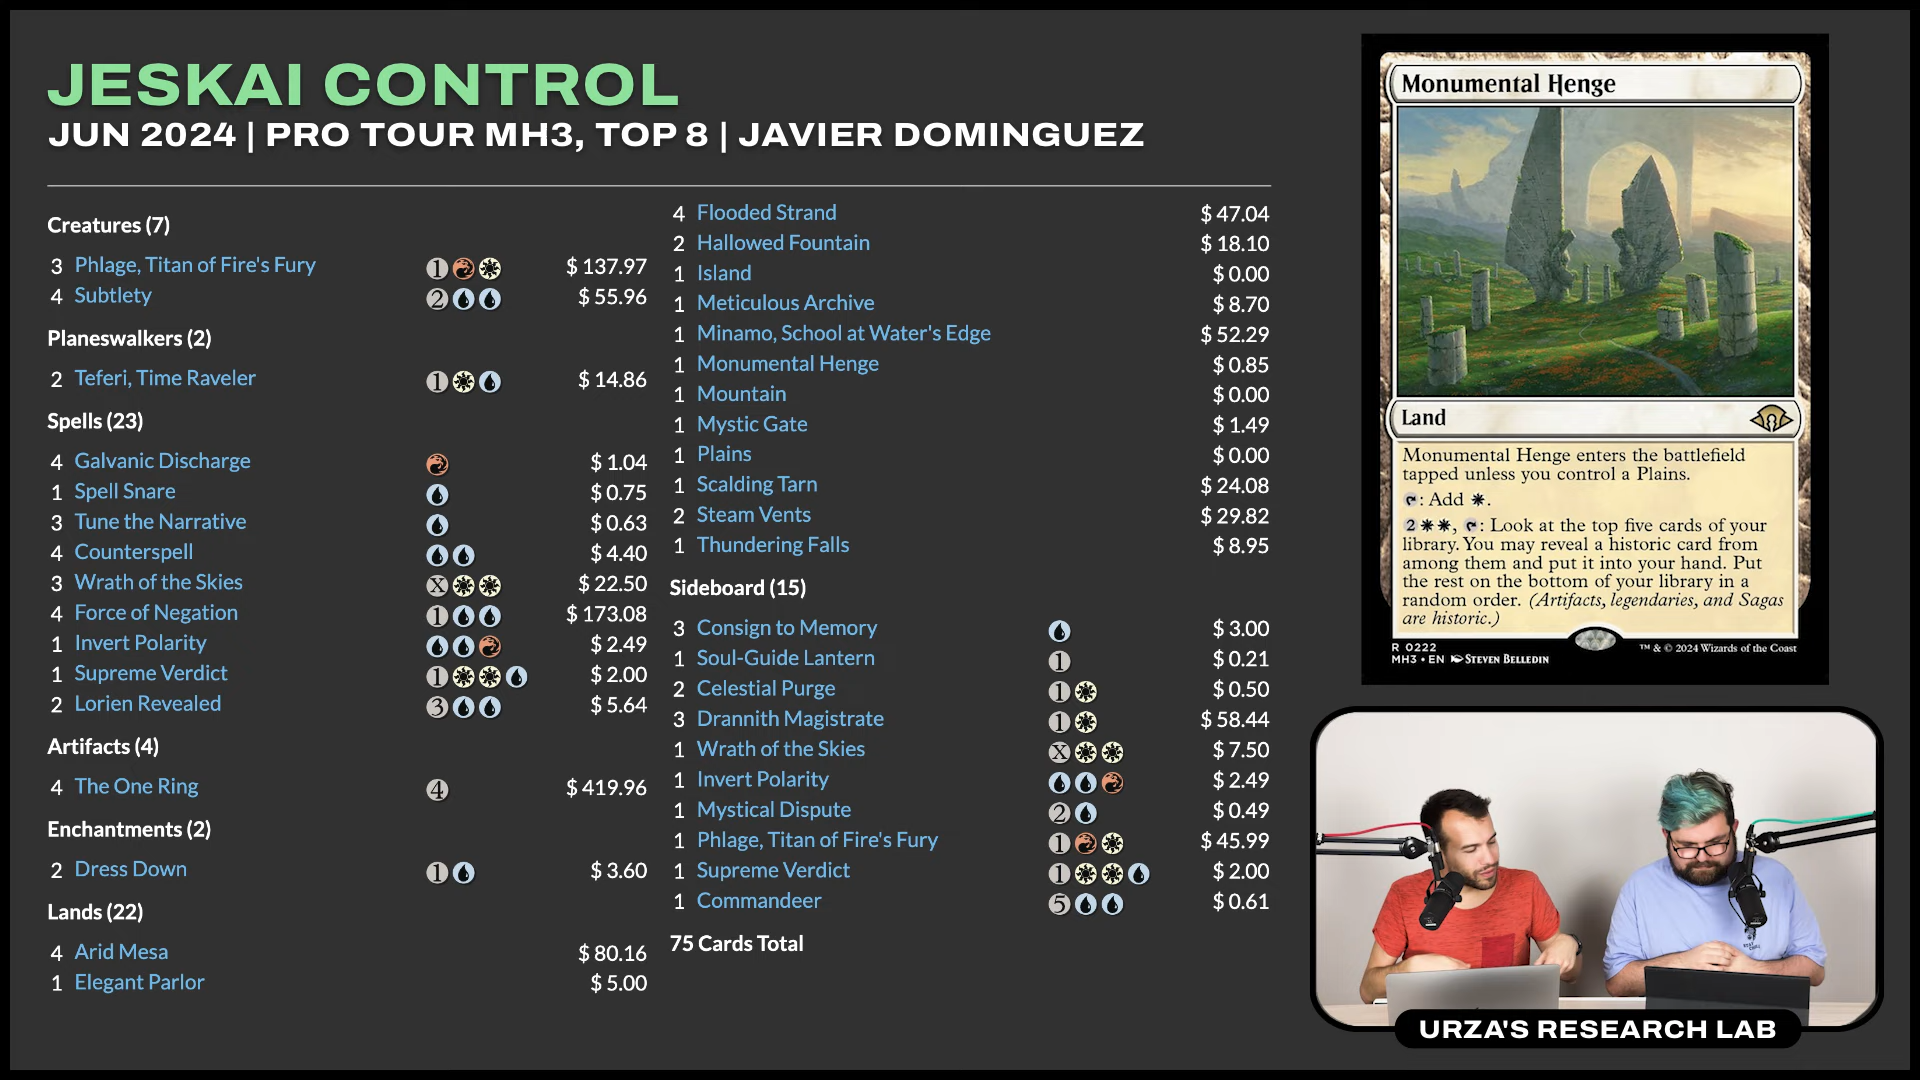 JESKAI CONTROL
JUN 2024 | PRO TOUR MH3, TOP 8 | JAVIER DOMINGUEZ
Creatures (7)
3 Phlage, Titan of Fire's Fury 1 $ 137.97
4 Subtlety 2 $ 55.96
Planeswalkers (2)
2 Teferi, Time Raveler 1 $ 14.86
Spells (23)
4 Galvanic Discharge $ 1.04
1 Spell Snare $ 0.75
3 Tune the Narrative $ 0.63
4 Counterspell $ 4.40
3 Wrath of the Skies X $ 22.50
4 Force of Negation 1 $ 173.08
1 Invert Polarity $ 2.49
1 Supreme Verdict 1 $ 2.00
2 Lorien Revealed 3 $ 5.64
Artifacts (4)
4 The One Ring 4 $ 419.96
Enchantments (2)
2 Dress Down 1 $ 3.60
Lands (22)
4 Arid Mesa $ 80.16
1 Elegant Parlor $ 5.00
4 Flooded Strand $ 47.04
2 Hallowed Fountain $ 18.10
1 Island $ 0.00
1 Meticulous Archive $ 8.70
1 Minamo, School at Water's Edge $ 52.29
1 Monumental Henge $ 0.85
1 Mountain $ 0.00
1 Mystic Gate $ 1.49
1 Plains $ 0.00
1 Scalding Tarn $ 24.08
2 Steam Vents $ 29.82
1 Thundering Falls $ 8.95
Sideboard (15)
3 Consign to Memory $ 3.00
1 Soul-Guide Lantern 1 $ 0.21
2 Celestial Purge 1 $ 0.50
3 Drannith Magistrate 1 $ 58.44
1 Wrath of the Skies X $ 7.50
1 Invert Polarity $ 2.49
1 Mystical Dispute 2 $ 0.49
1 Phlage, Titan of Fire's Fury 1 $ 45.99
1 Supreme Verdict 1 $ 2.00
1 Commandeer 5 $ 0.61
75 Cards Total
Monumental Henge
Land
Monumental Henge enters the battlefield
tapped unless you control a Plains.
: Add .
2 , : Look at the top five cards of your
library. You may reveal a historic card from
among them and put it into your hand. Put
the rest on the bottom of your library in a
random order. (Artifacts, legendaries, and Sagas
are historic.)
R 0222
MH3 • EN STEVEN BELLEDIN
™ & © 2024 Wizards of the Coast
URZA'S RESEARCH LAB